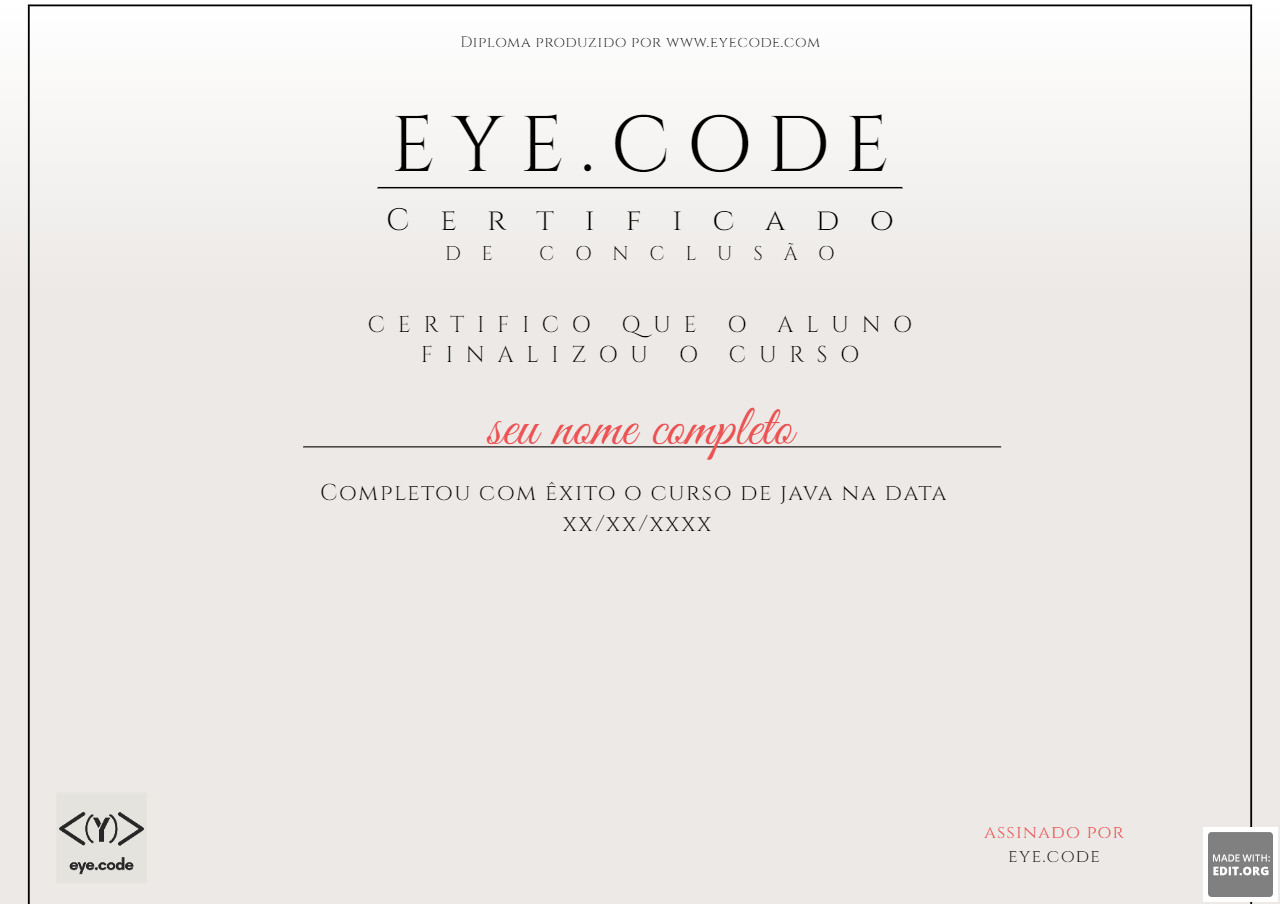 Diploma produzido por www.eyecode.com
EYE.CODE
Certificado
de conclusão
CERTIFICO QUE O ALUNO
FINALIZOU O CURSO
seu nome completo
Completou com êxito o curso de java na data
xx/xx/xxxx
<(Y)>
eye.code
ASSINADO POR
EYE.CODE
MADE WITH:
EDIT.ORG